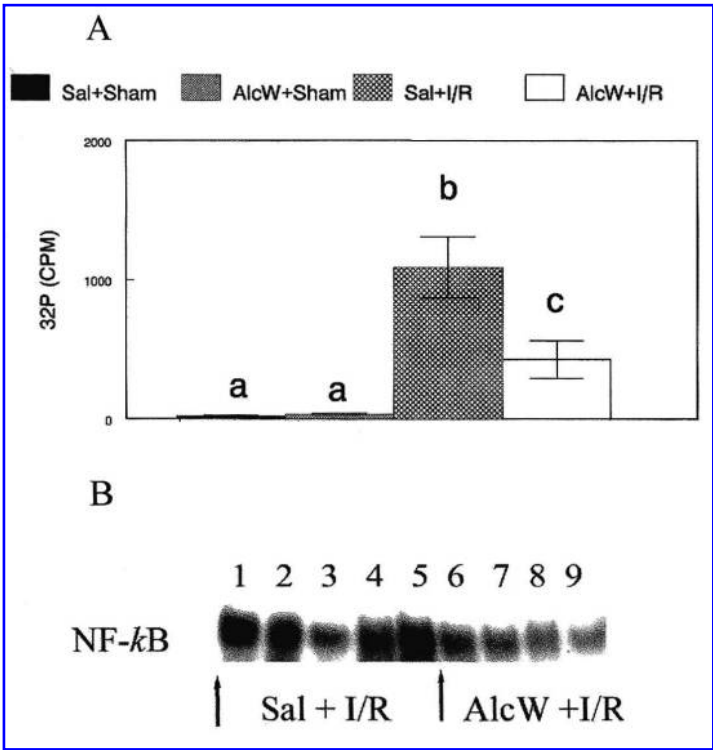 A
Sal+Sham AlcW+Sham Sal+I/R AlcW+I/R
2000
b
32P (CPM)
1000
c
a a
0
B
1 2 3 4 5 6 7 8 9
NF-kB
Sal + I/R AlcW +I/R